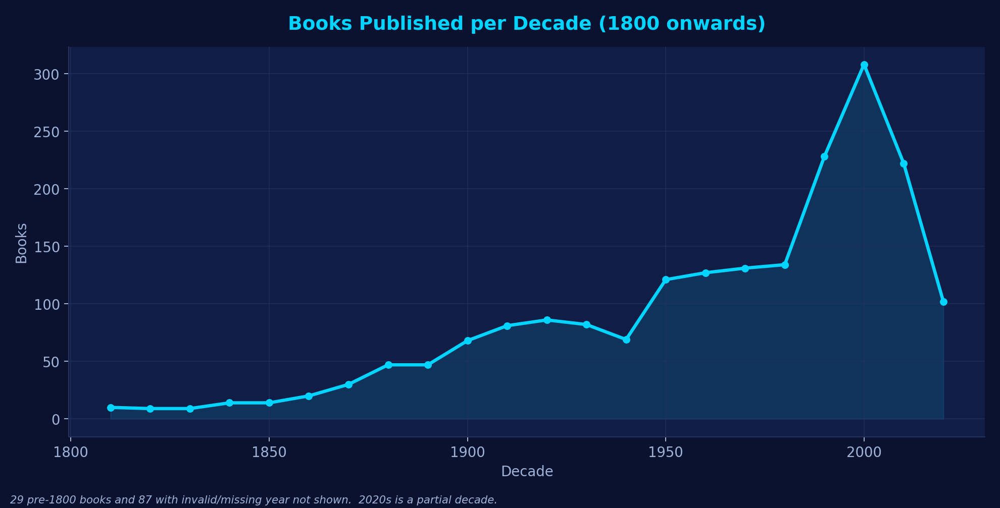 Books Published per Decade (1800 onwards)
300
250
200
150
100
50
0
Books
1800 1850 1900 1950 2000
Decade
29 pre-1800 books and 87 with invalid/missing year not shown.  2020s is a partial decade.